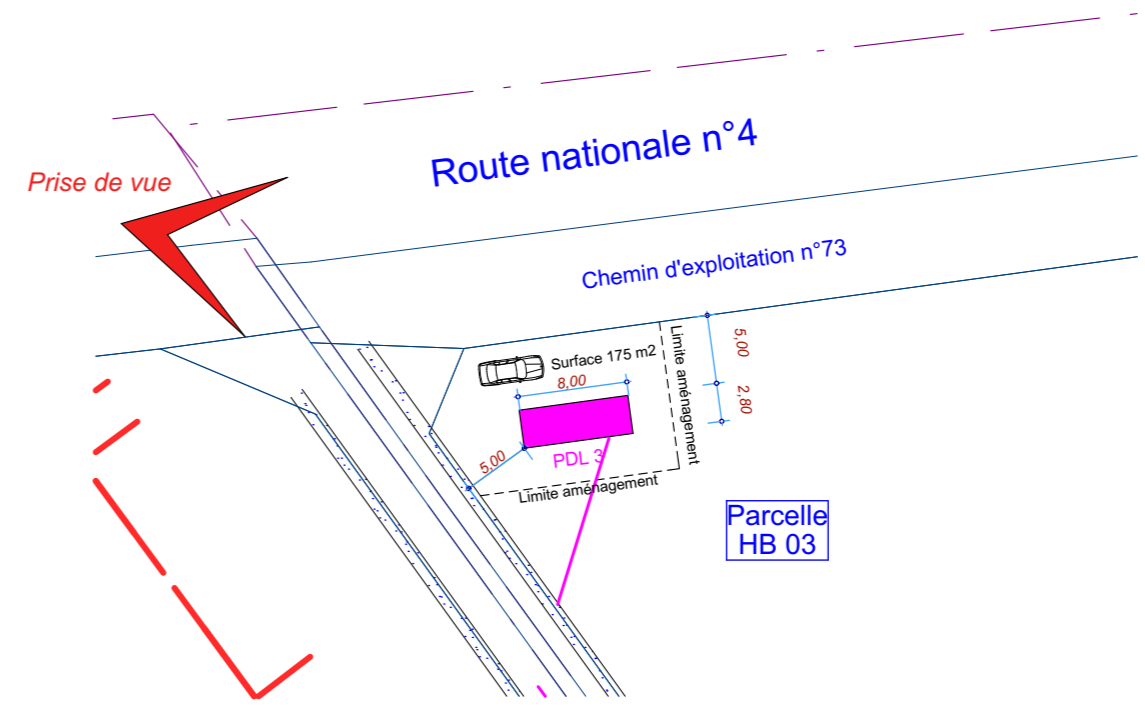 Route nationale n°4
Prise de vue
Chemin d'exploitation n°73
Surface 175 m2
8,00
Limite aménagement
5,00
2,80
5,00
PDL 3
Limite aménagement
Parcelle
HB 03